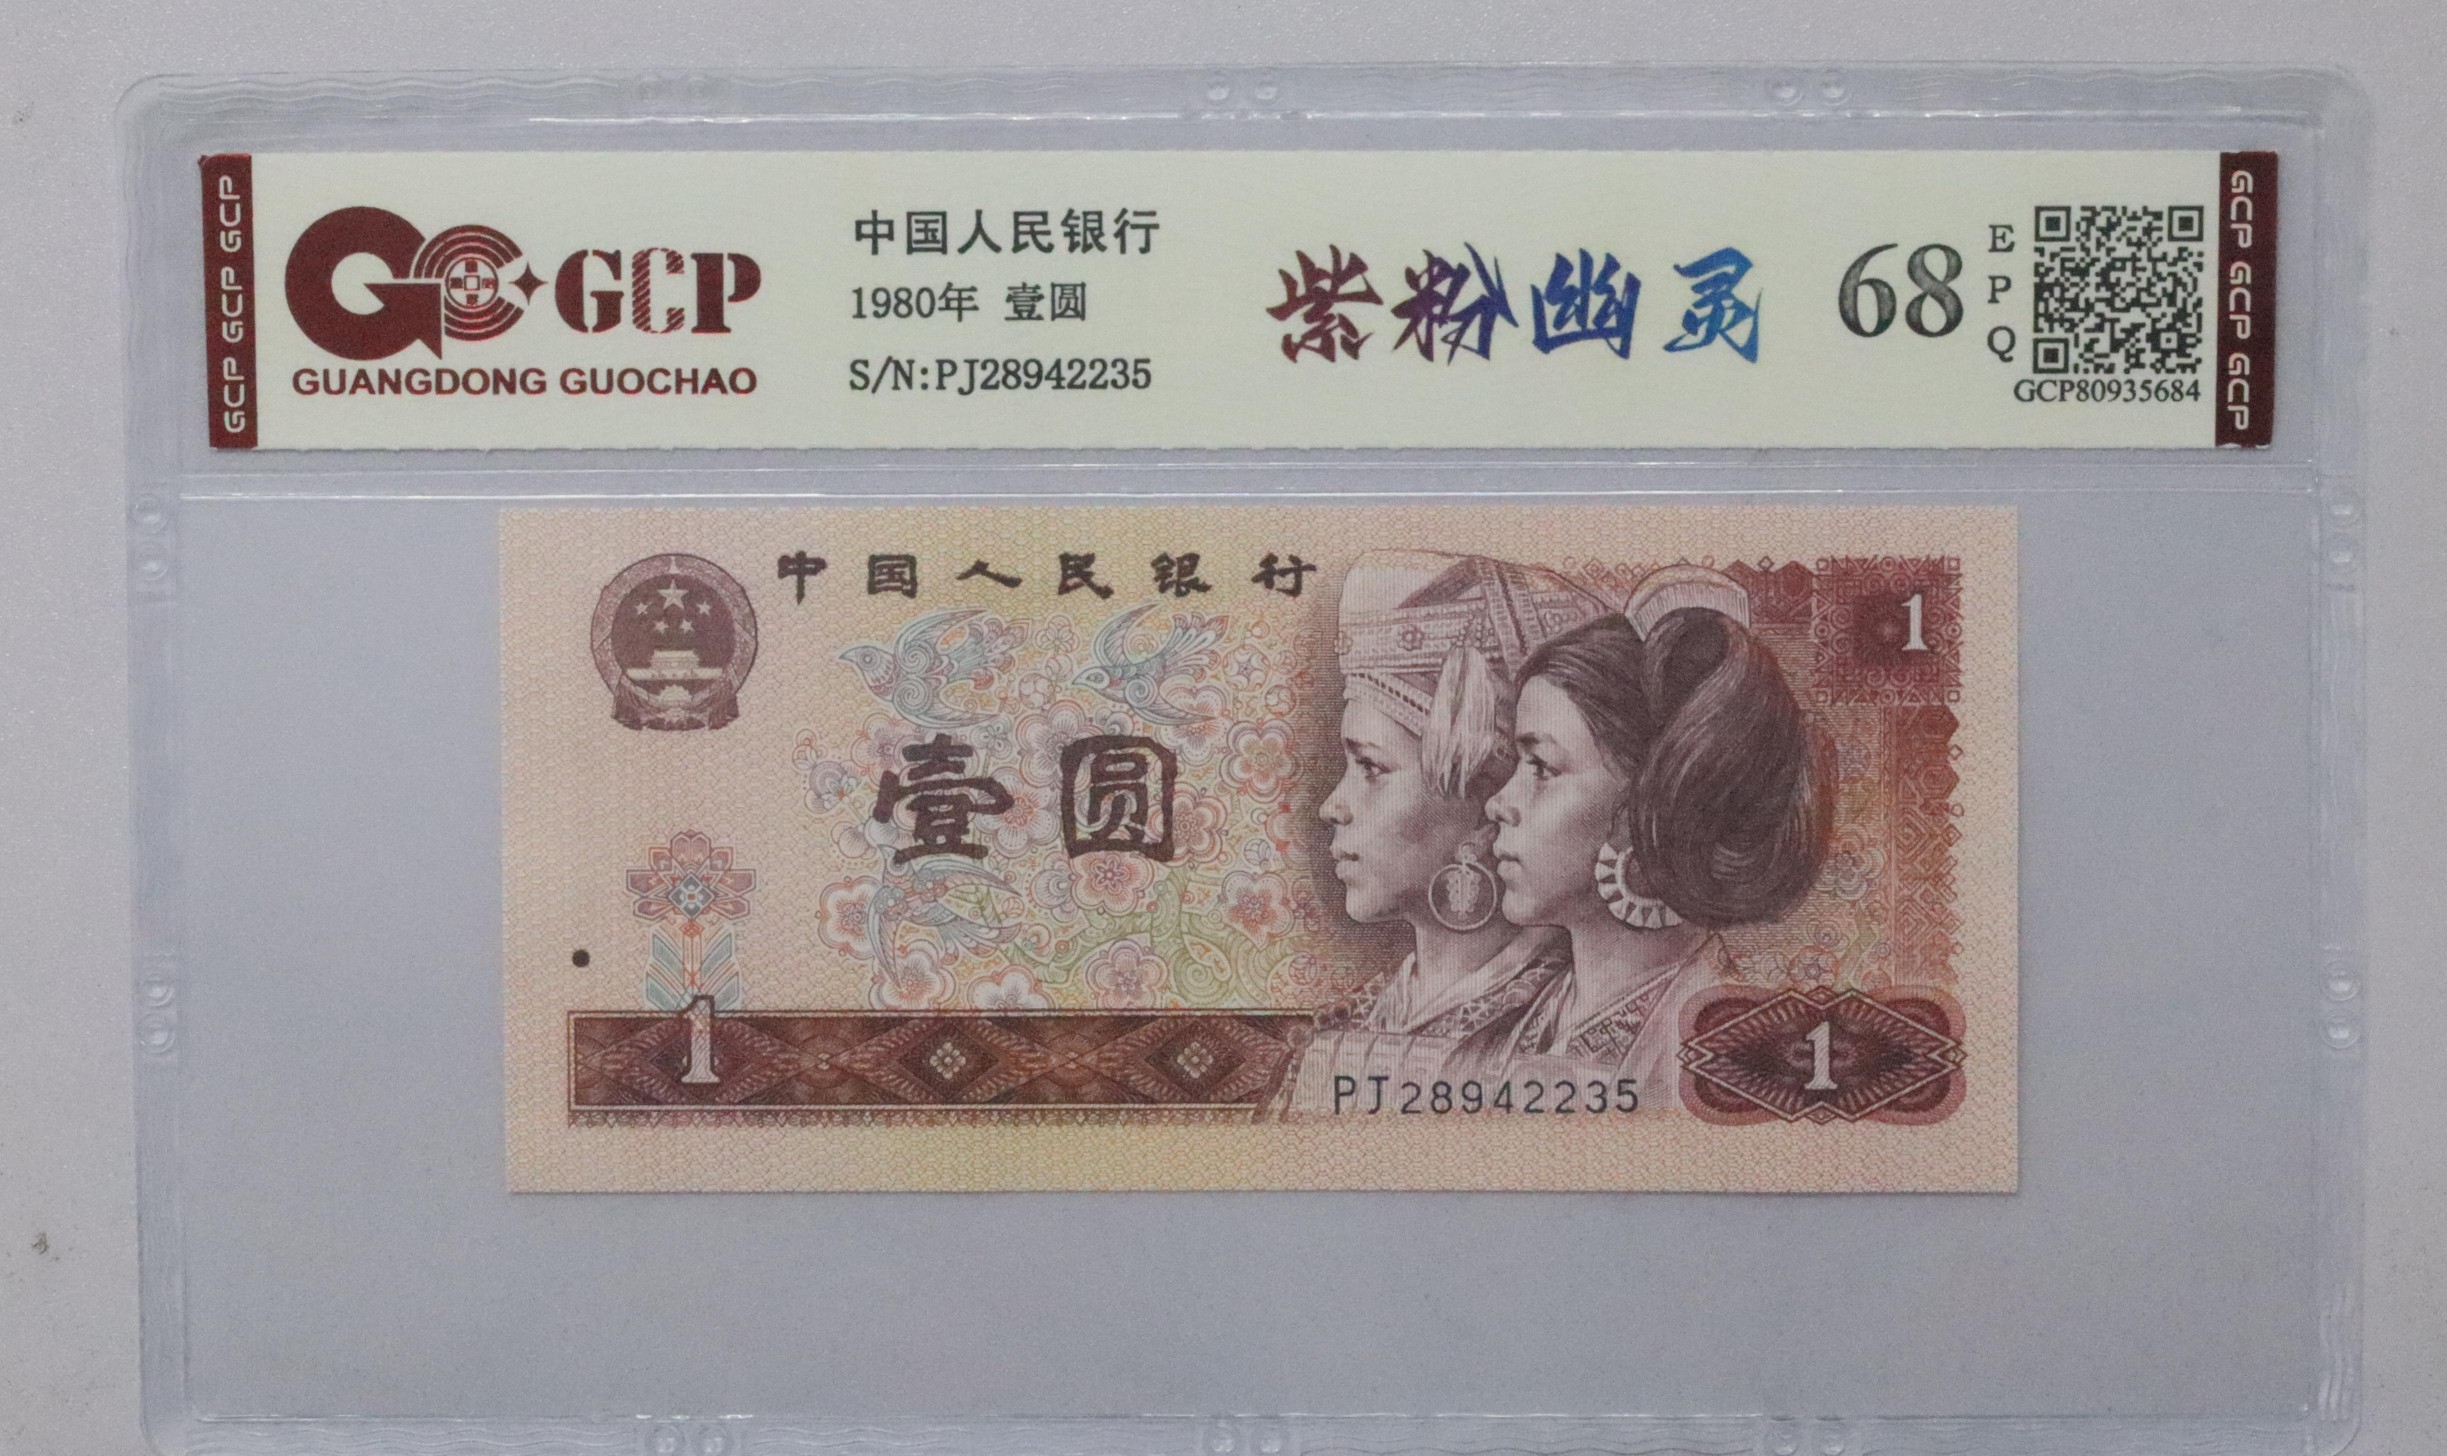 GCP GCP GCP
GCP
GUANGDONG GUOCHAO
中国人民银行
1980年 壹圆
S/N:PJ28942235
紫粉幽灵
68
EPQ
GCP80935684
GCP GCP GCP
中国人民银行
1
壹圆
1
PJ28942235
1